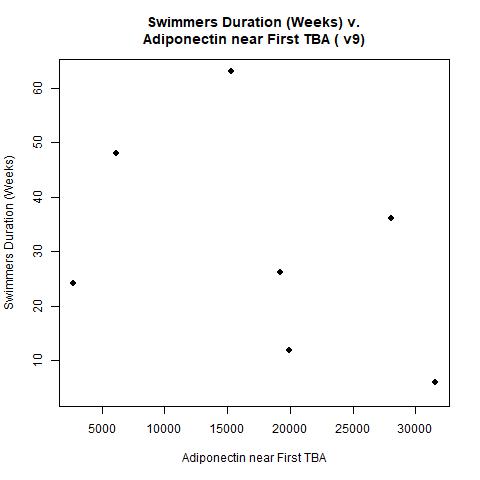 Swimmers Duration (Weeks) v.
Adiponectin near First TBA ( v9)
Swimmers Duration (Weeks)
60
50
40
30
20
10
5000 10000 15000 20000 25000 30000
Adiponectin near First TBA